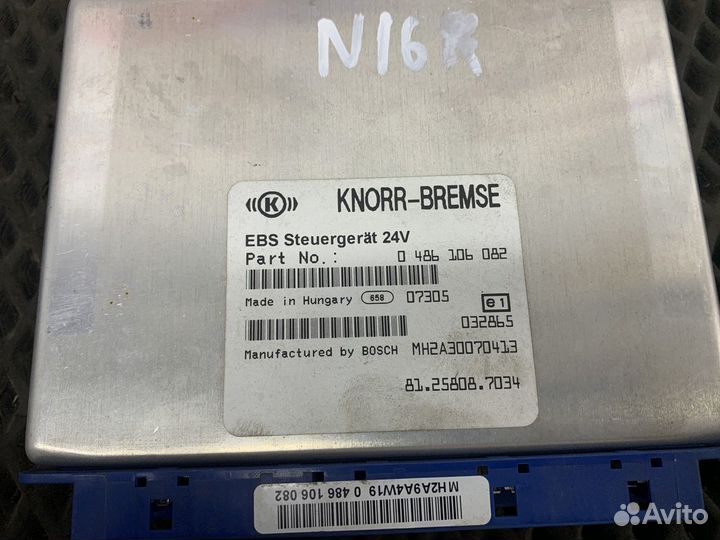 N16R
K KNORR-BREMSE
EBS Steuergerät 24V
Part No.: 0 486 106 082
Made in Hungary 658 07305 e1
032865
Manufactured by BOSCH MH2A30070413
81.25808.7034
MH2A9A4W19 0 486 106 082
Avito